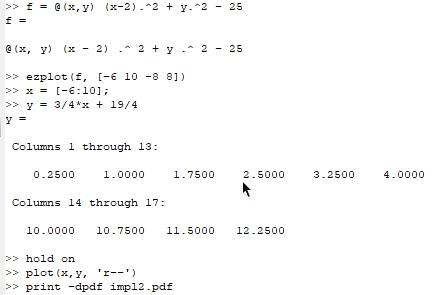 >> f = @(x,y) (x-2).^2 + y.^2 - 25
f =
@(x, y) (x - 2) .^ 2 + y .^ 2 - 25
>> ezplot(f, [-6 10 -8 8])
>> x = [-6:10];
>> y = 3/4*x + 19/4
y =
Columns 1 through 13:
0.2500 1.0000 1.7500 2.5000 3.2500 4.0000
Columns 14 through 17:
10.0000 10.7500 11.5000 12.2500
>> hold on
>> plot(x,y, 'r--')
>> print -dpdf impl2.pdf